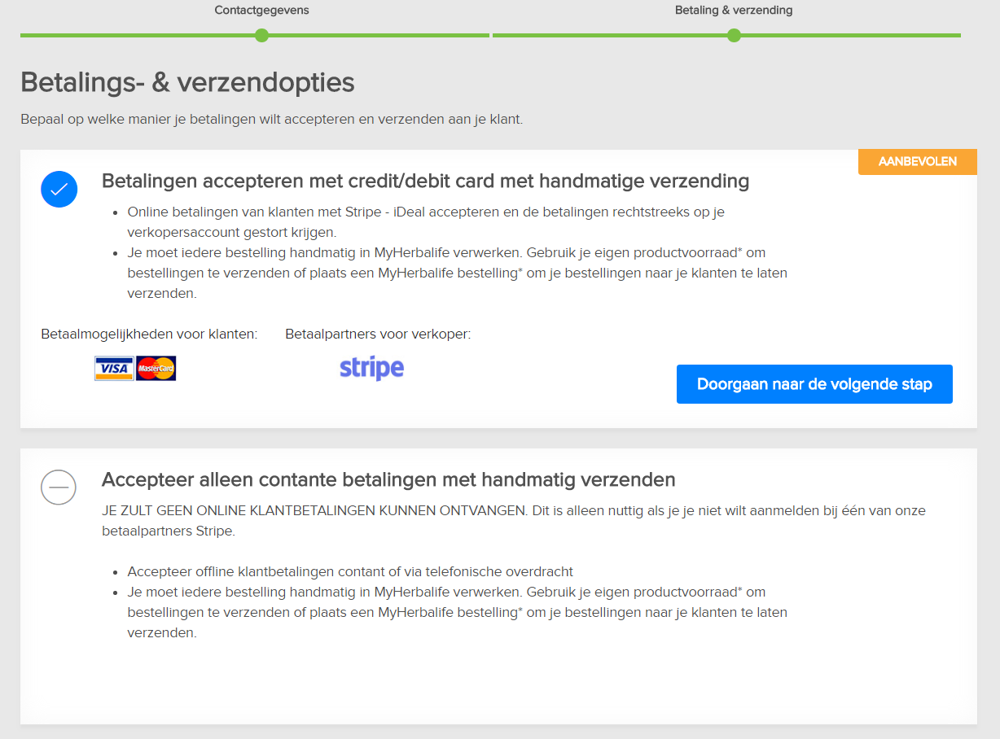 Contactgegevens
Betaling & verzending
Betalings- & verzendopties
Bepaal op welke manier je betalingen wilt accepteren en verzenden aan je klant.
AANBEVOLEN
Betalingen accepteren met credit/debit card met handmatige verzending
• Online betalingen van klanten met Stripe - iDeal accepteren en de betalingen rechtstreeks op je
verkopersaccount gestort krijgen.
• Je moet iedere bestelling handmatig in MyHerbalife verwerken. Gebruik je eigen productvoorraad* om
bestellingen te verzenden of plaats een MyHerbalife bestelling* om je bestellingen naar je klanten te laten
verzenden.
Betaalmogelijkheden voor klanten:
Betaalpartners voor verkoper:
VISA
MasterCard
stripe
Doorgaan naar de volgende stap
Accepteer alleen contante betalingen met handmatig verzenden
JE ZULT GEEN ONLINE KLANTBETALINGEN KUNNEN ONTVANGEN. Dit is alleen nuttig als je je niet wilt aanmelden bij één van onze
betaalpartners Stripe.
• Accepteer offline klantbetalingen contant of via telefonische overdracht
• Je moet iedere bestelling handmatig in MyHerbalife verwerken. Gebruik je eigen productvoorraad* om
bestellingen te verzenden of plaats een MyHerbalife bestelling* om je bestellingen naar je klanten te laten
verzenden.